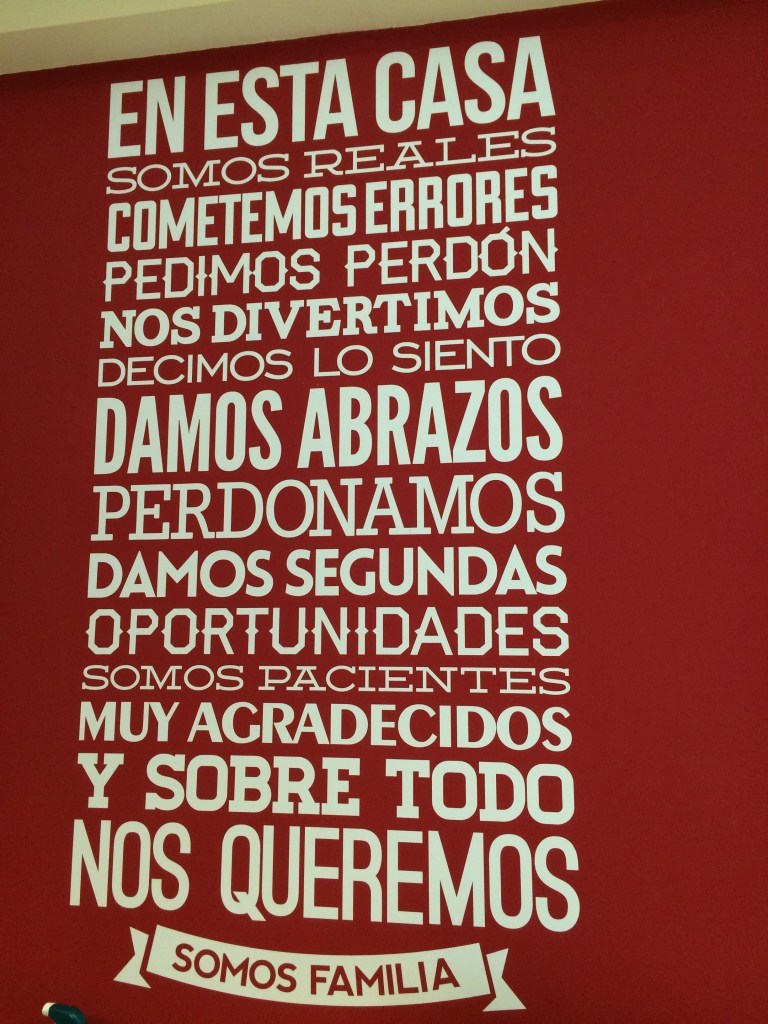 EN ESTA CASA
SOMOS REALES
COMETEMOS ERRORES
PEDIMOS PERDÓN
NOS DIVERTIMOS
DECIMOS LO SIENTO
DAMOS ABRAZOS
PERDONAMOS
DAMOS SEGUNDAS
OPORTUNIDADES
SOMOS PACIENTES
MUY AGRADECIDOS
Y SOBRE TODO
NOS QUEREMOS
SOMOS FAMILIA